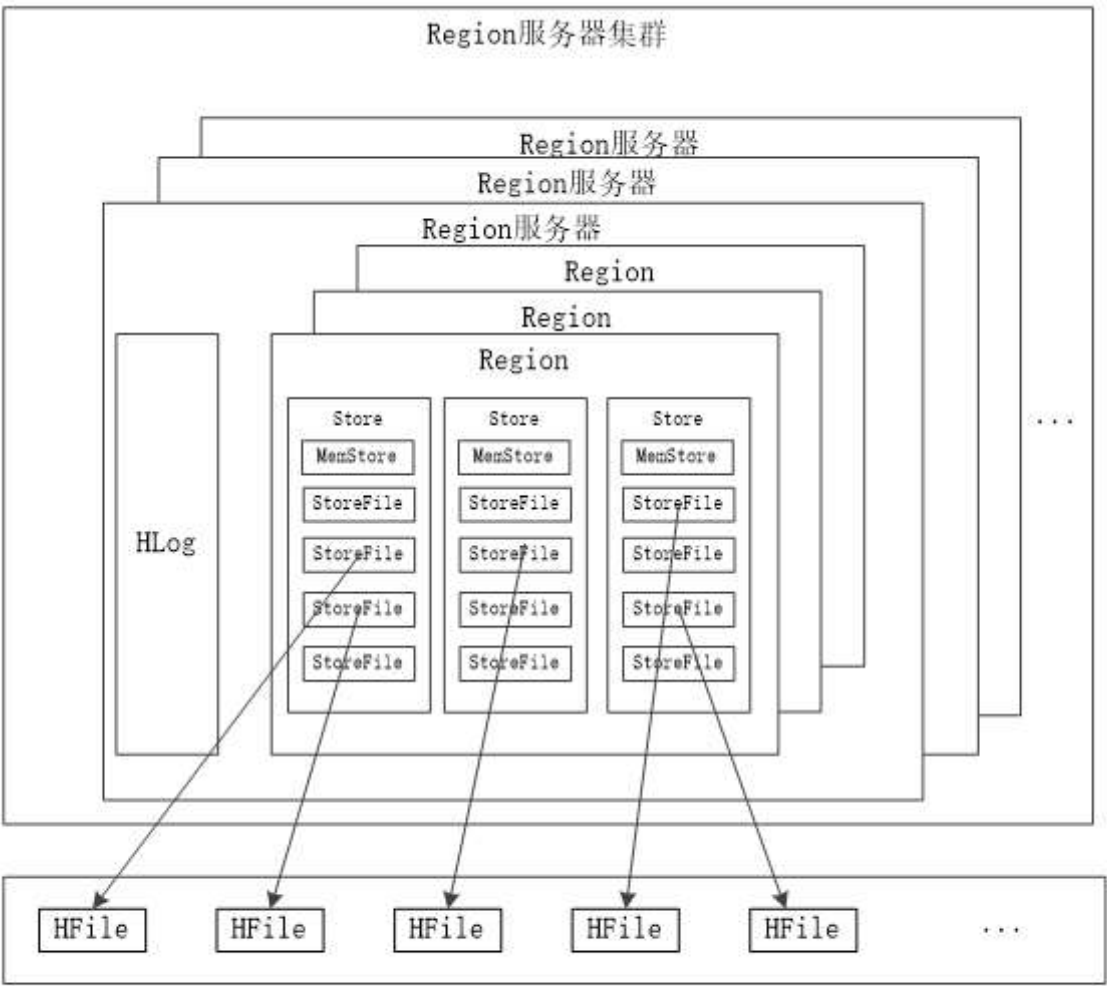 Region服务器集群
Region服务器
Region服务器
Region服务器
Region
Region
Region
Store Store Store
MemStore MemStore MemStore
StoreFile StoreFile StoreFile
StoreFile StoreFile StoreFile
StoreFile StoreFile StoreFile
StoreFile StoreFile StoreFile
HLog
...
HFile HFile HFile HFile HFile ...